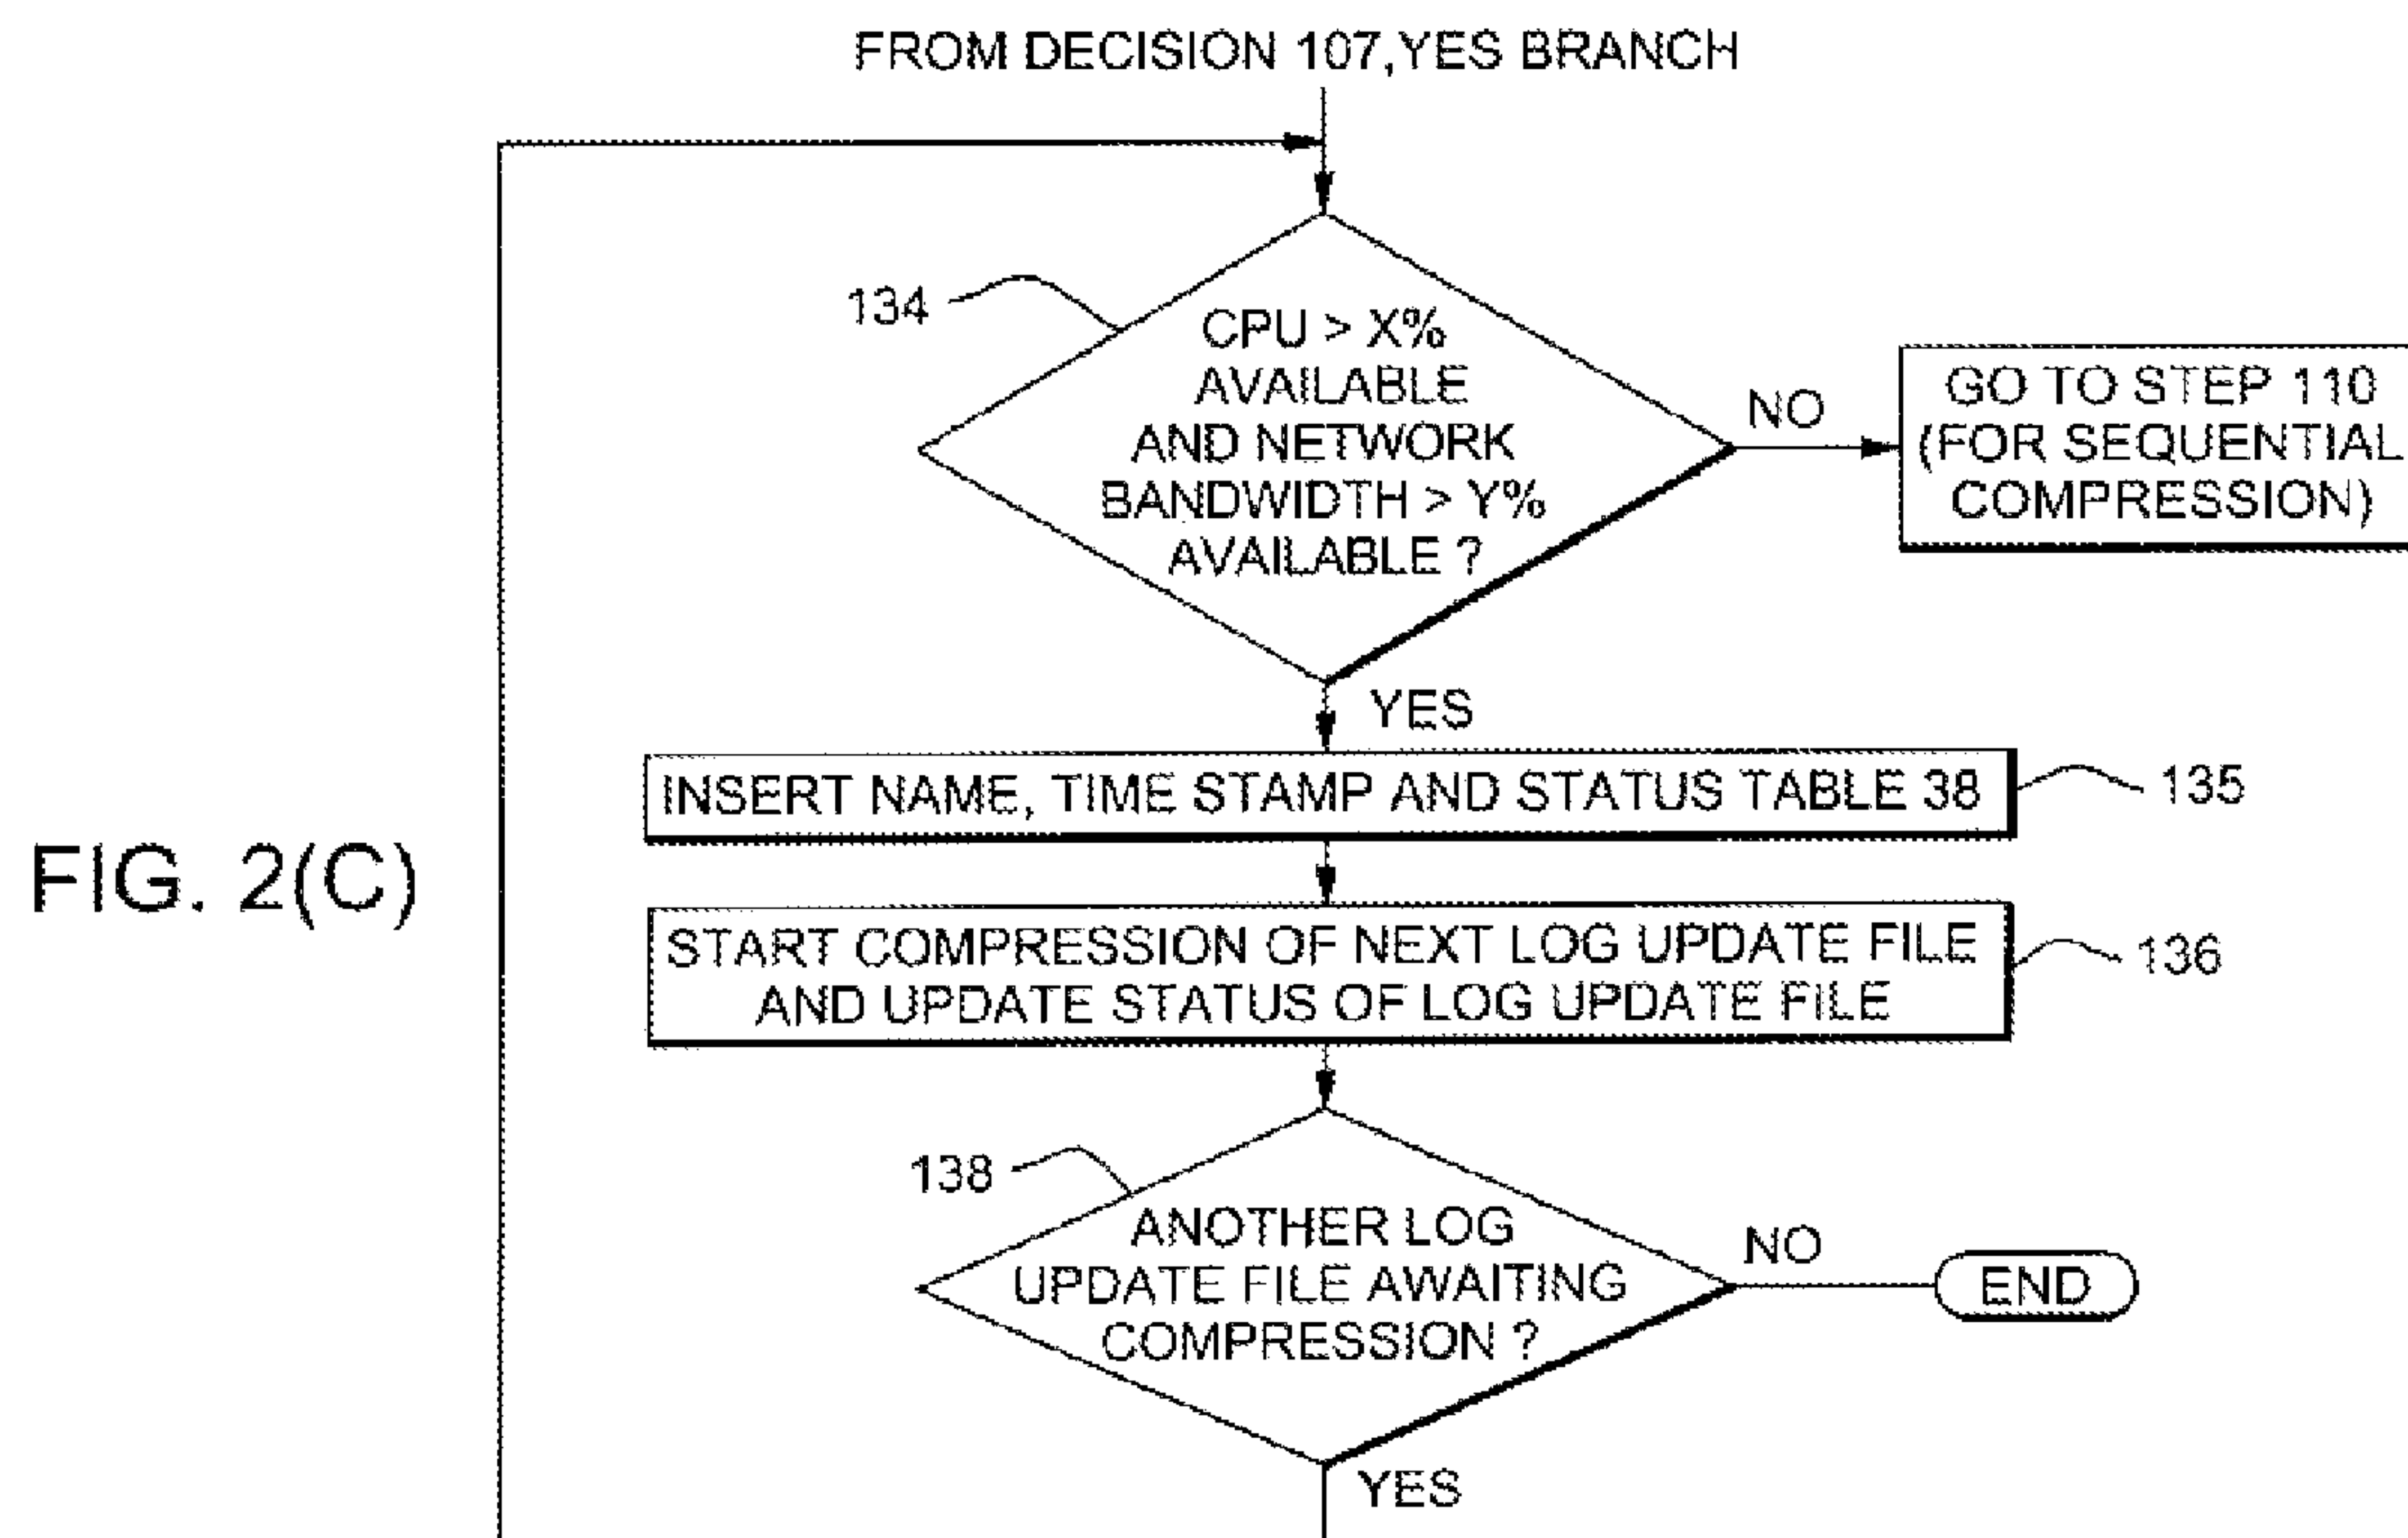 FROM DECISION 107,YES BRANCH
134
CPU > X%
AVAILABLE
AND NETWORK
BANDWIDTH > Y%
AVAILABLE ?
NO
GO TO STEP 110
(FOR SEQUENTIAL
COMPRESSION)
YES
INSERT NAME, TIME STAMP AND STATUS TABLE 38
135
FIG. 2(C)
START COMPRESSION OF NEXT LOG UPDATE FILE
AND UPDATE STATUS OF LOG UPDATE FILE
136
138
ANOTHER LOG
UPDATE FILE AWAITING
COMPRESSION ?
NO
END
YES